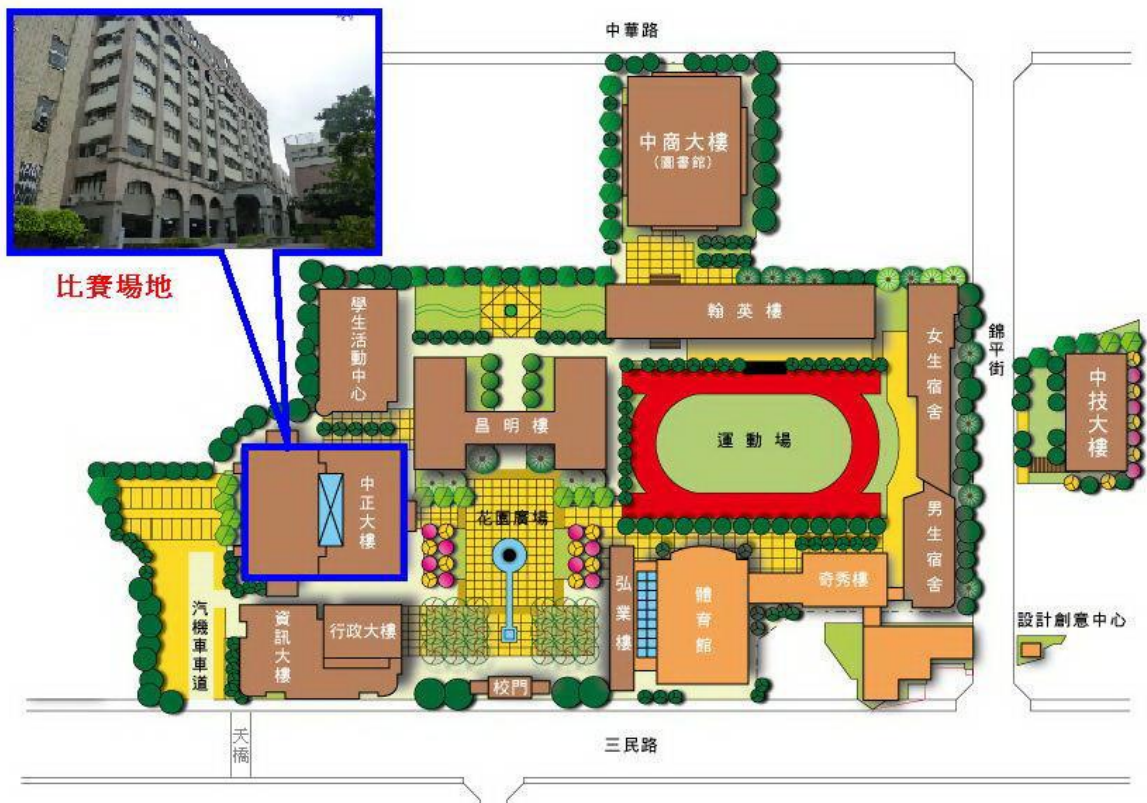 中華路
中商大樓
(圖書館)
比賽場地
學生活動中心
翰英樓
女生宿舍
錦平街
中技大樓
昌明樓
運動場
中正大樓
花園廣場
男生宿舍
弘業樓
體育館
奇秀樓
汽機車車道
資訊大樓
行政大樓
設計創意中心
校門
天橋
三民路